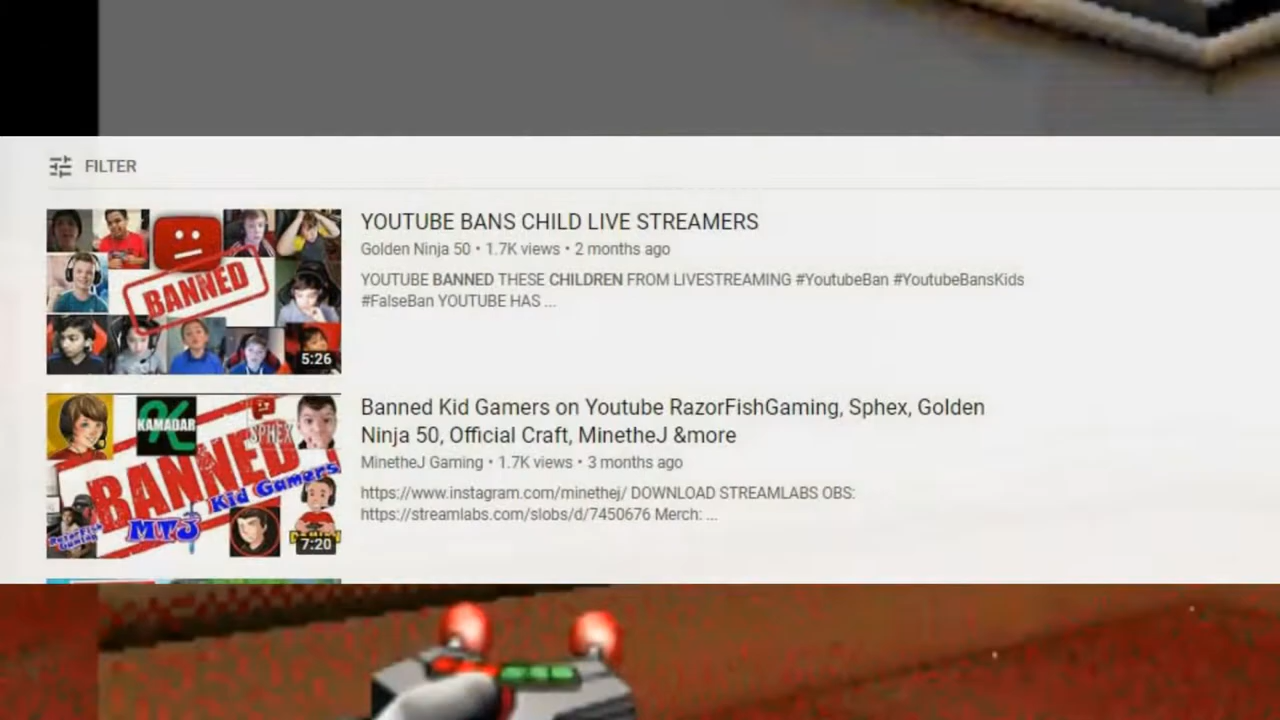 FILTER
YOUTUBE BANS CHILD LIVE STREAMERS
Golden Ninja 50 • 1.7K views • 2 months ago
YOUTUBE BANNED THESE CHILDREN FROM LIVESTREAMING #YoutubeBan #YoutubeBansKids
#FalseBan YOUTUBE HAS ...
BANNED
5:26
Banned Kid Gamers on Youtube RazorFishGaming, Sphex, Golden
Ninja 50, Official Craft, MinetheJ &more
MinetheJ Gaming • 1.7K views • 3 months ago
https://www.instagram.com/minethej/ DOWNLOAD STREAMLABS OBS:
https://streamlabs.com/slobs/d/7450676 Merch: ...
KAMADAR
SPHEX
BANNED
Kid Gamers
RazorFish
Gaming
MTJ
7:20